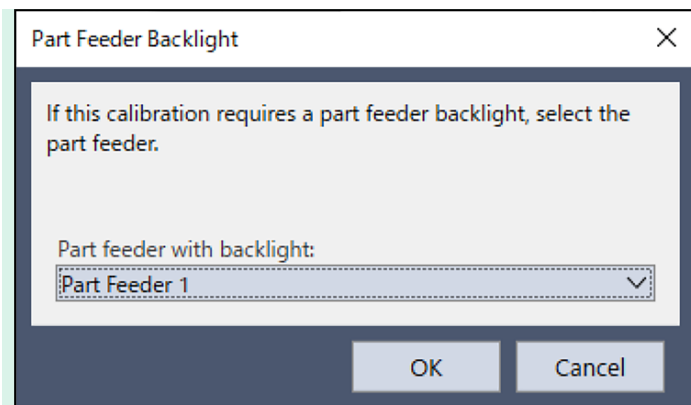 Part Feeder Backlight
If this calibration requires a part feeder backlight, select the
part feeder.
Part feeder with backlight:
Part Feeder 1
OK Cancel